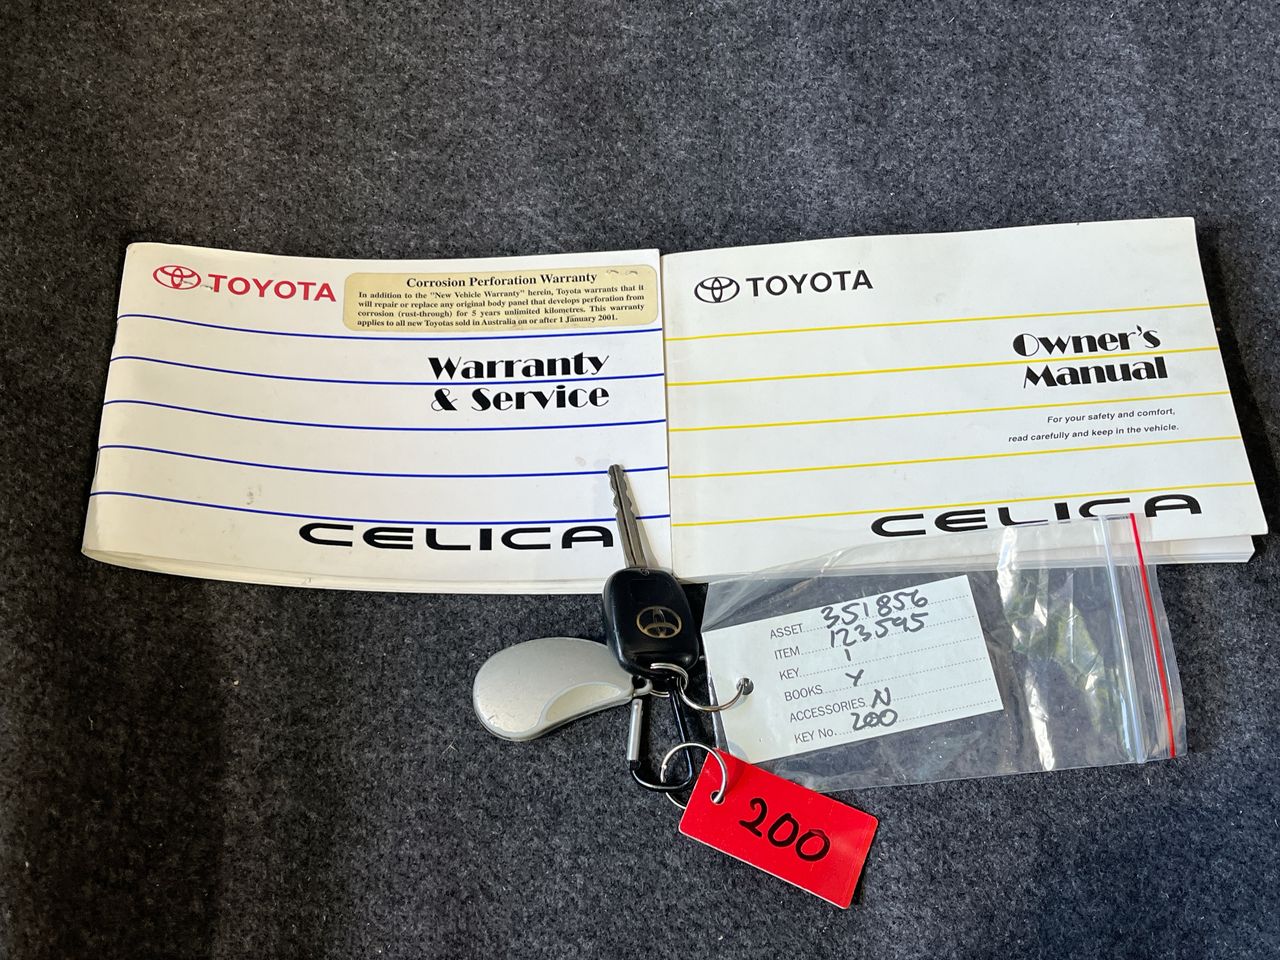 TOYOTA
Corrosion Perforation Warranty
In addition to the "New Vehicle Warranty" herein, Toyota warrants that it
will repair or replace any original body panel that develops perforation from
corrosion (rust-through) for 5 years unlimited kilometres. This warranty
applies to all new Toyotas sold in Australia on or after 1 January 2001.
Warranty
& Service
CELICA
TOYOTA
Owner's
Manual
For your safety and comfort,
read carefully and keep in the vehicle.
CELICA
ASSET 351856
ITEM 123595
KEY 1
BOOKS Y
ACCESSORIES N
KEY No. 200
200